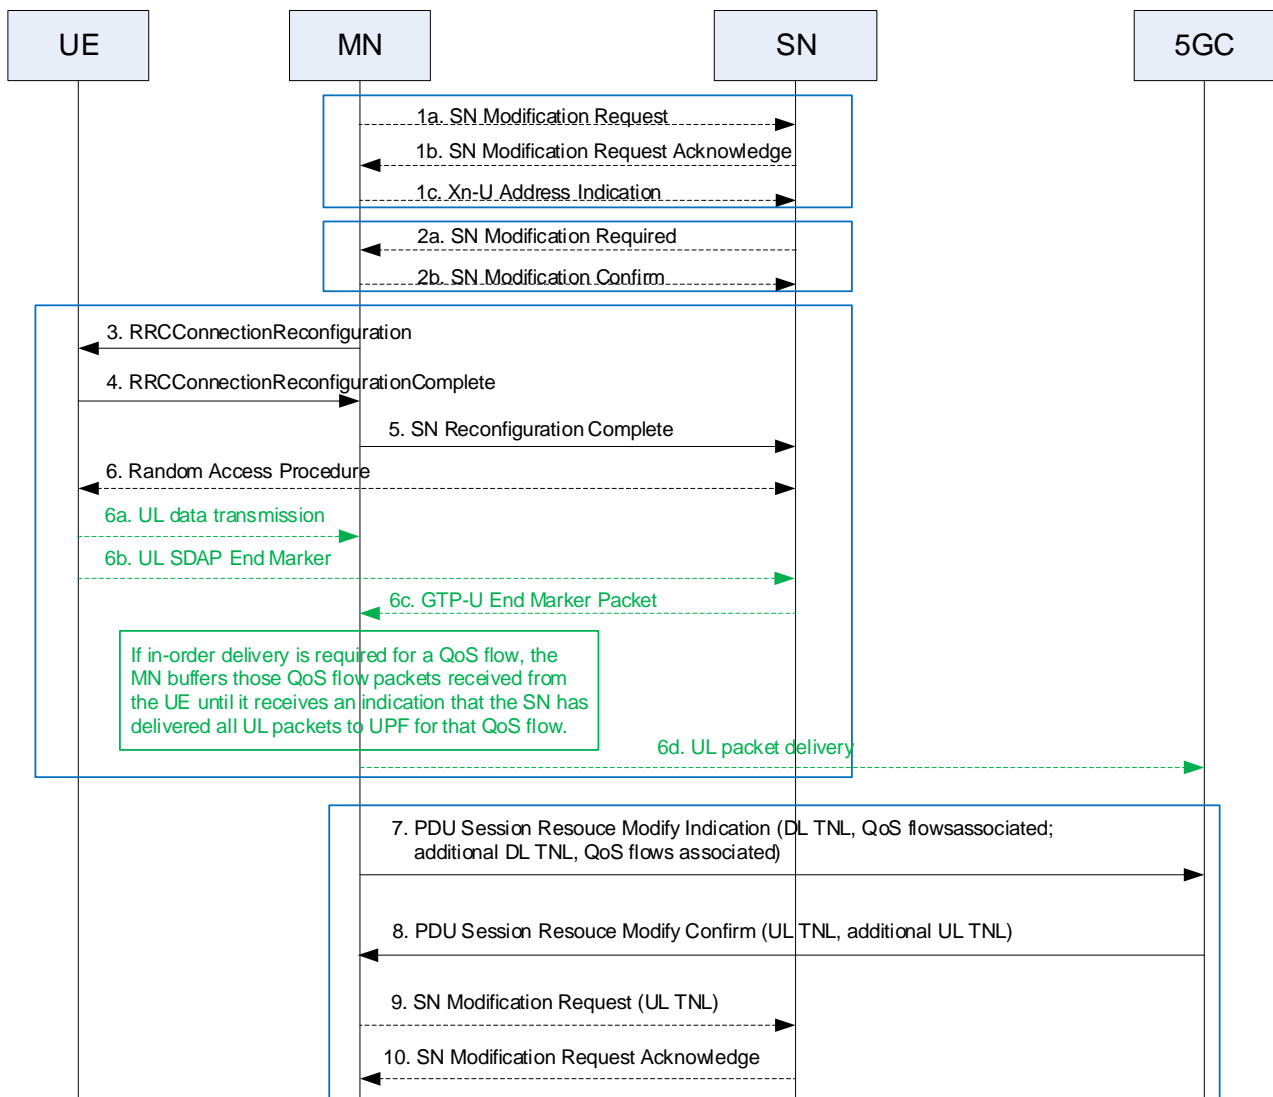 UE
MN
SN
5GC
1a. SN Modification Request
1b. SN Modification Request Acknowledge
1c. Xn-U Address Indication
2a. SN Modification Required
2b. SN Modification Confirm
3. RRCConnectionReconfiguration
4. RRCConnectionReconfigurationComplete
5. SN Reconfiguration Complete
6. Random Access Procedure
6a. UL data transmission
6b. UL SDAP End Marker
6c. GTP-U End Marker Packet
If in-order delivery is required for a QoS flow, the
MN buffers those QoS flow packets received from
the UE until it receives an indication that the SN has
delivered all UL packets to UPF for that QoS flow.
6d. UL packet delivery
7. PDU Session Resouce Modify Indication (DL TNL, QoS flowsassociated;
additional DL TNL, QoS flows associated)
8. PDU Session Resouce Modify Confirm (UL TNL, additional UL TNL)
9. SN Modification Request (UL TNL)
10. SN Modification Request Acknowledge